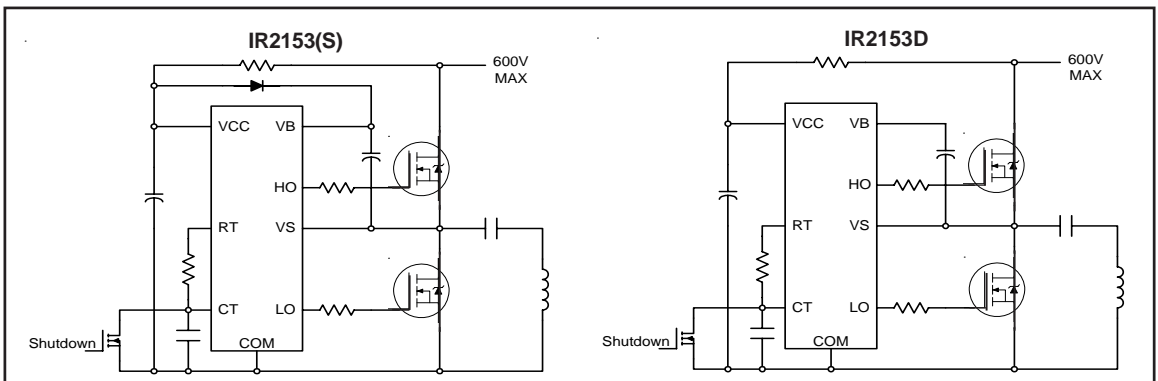 IR2153(S)
600V
MAX
VCC
VB
HO
RT
VS
CT
LO
Shutdown
COM
IR2153D
600V
MAX
VCC
VB
HO
RT
VS
CT
LO
Shutdown
COM